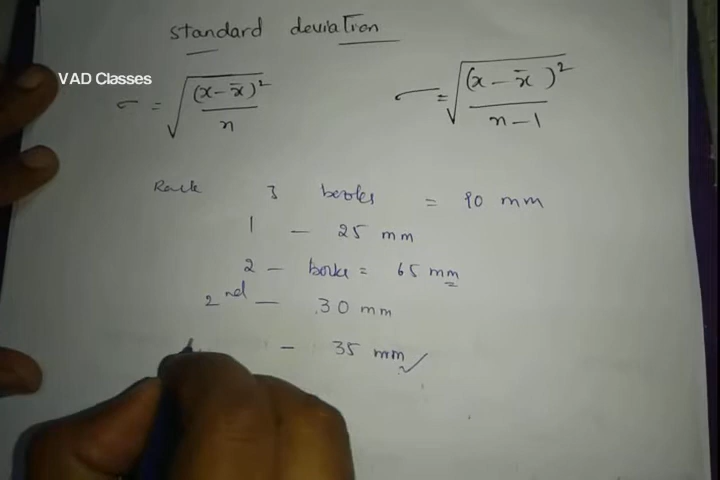 standard deviation
VAD Classes
σ = √(x-x̄)²/n
σ = √(x-x̄)²/n-1
Rack 3 books = 90 mm
1 - 25 mm
2 - books = 65 mm
2nd - 30 mm
- 35 mm ✓